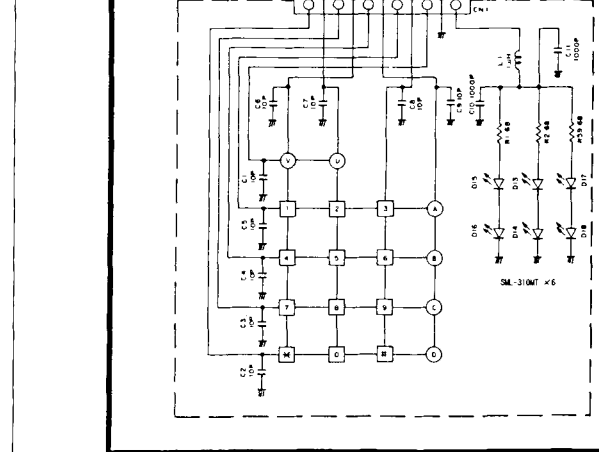 CN1
C6 10P
C7 10P
C8 10P
C9 10P
C10 1000P
L1 1μH
C11 1000P
R1 68
R2 68
R3 68
V
U
C1 10P
1
2
3
A
D15
D13
D17
C5 10P
4
5
6
B
D16
D14
D18
C4 10P
SML-310MT ×6
7
8
9
C
C3 10P
0
#
D
C2 10P